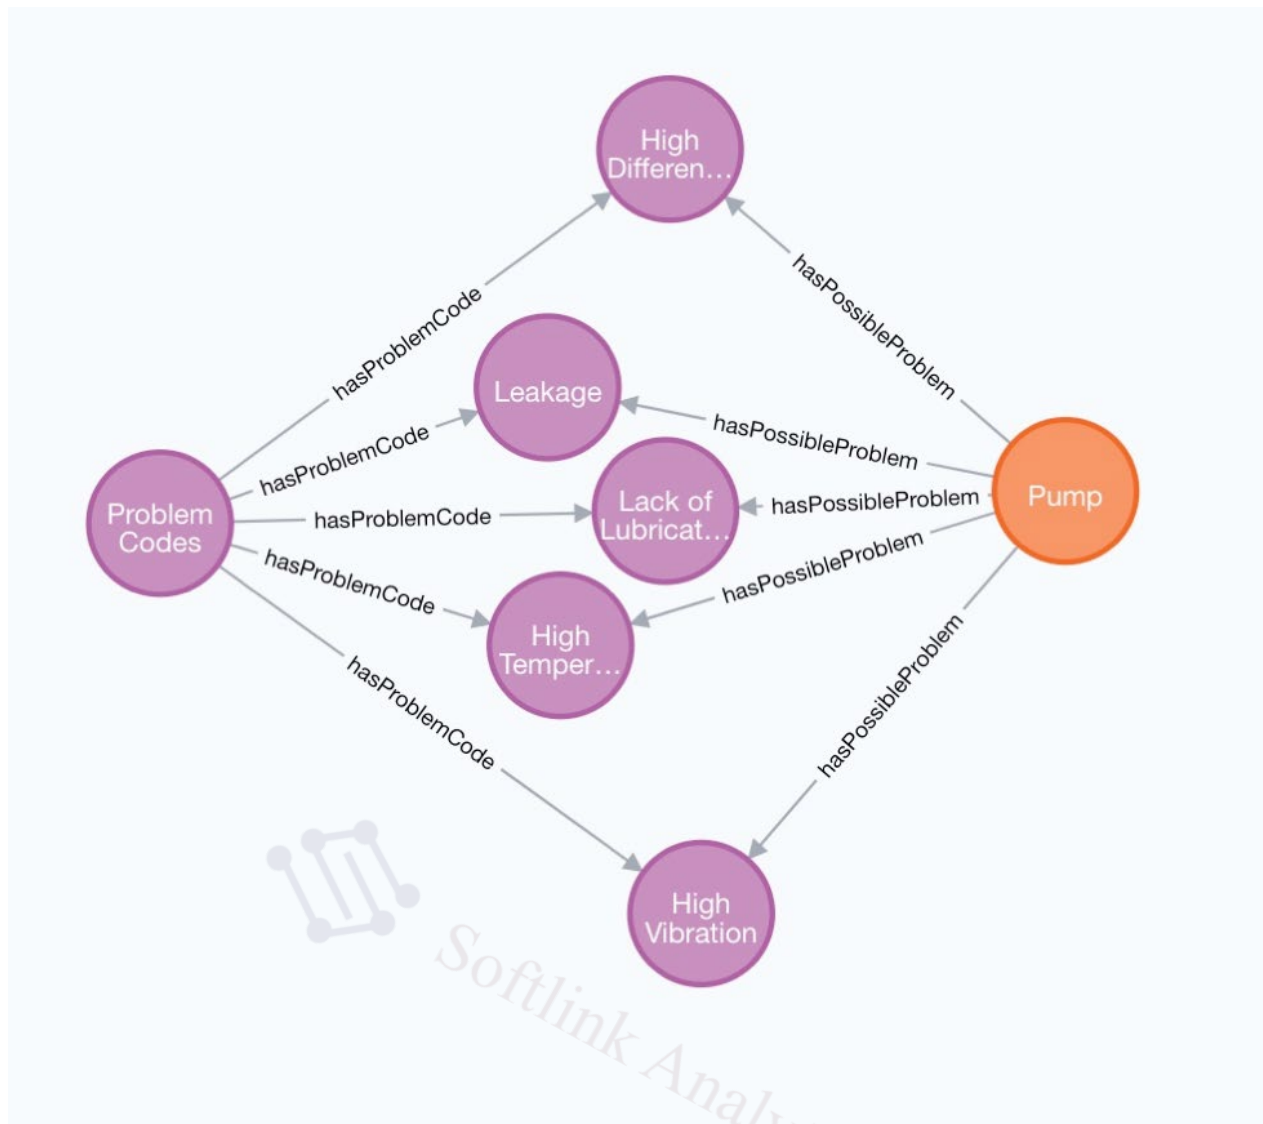 High
Differen...
hasProblemCode
hasPossibleProblem
Leakage
hasProblemCode
hasPossibleProblem
Problem
Codes
hasProblemCode
Lack of
Lubricat...
hasPossibleProblem
Pump
hasProblemCode
hasPossibleProblem
High
Temper...
hasProblemCode
hasPossibleProblem
High
Vibration
Softlink Analy